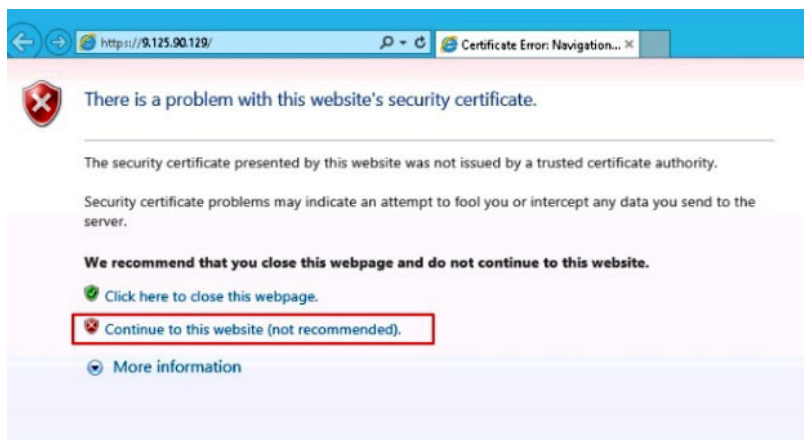 https://9.125.90.129/
Certificate Error: Navigation...
There is a problem with this website's security certificate.
The security certificate presented by this website was not issued by a trusted certificate authority.
Security certificate problems may indicate an attempt to fool you or intercept any data you send to the
server.
We recommend that you close this webpage and do not continue to this website.
Click here to close this webpage.
Continue to this website (not recommended).
More information